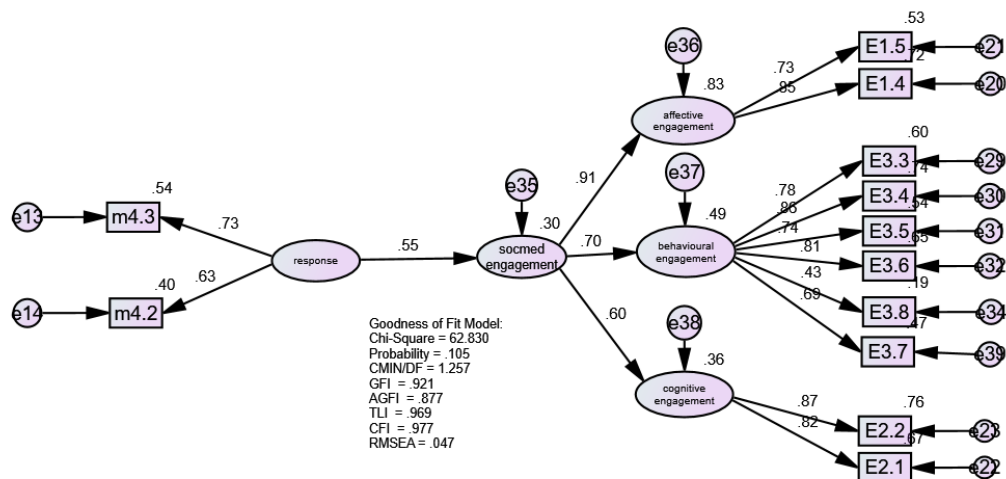 .53
e36
E1.5
e21
.73
.72
.83
E1.4
e20
.85
affective
engagement
.60
E3.3
e29
e35
.91
e37
.74
.54
.78
E3.4
e30
e13
m4.3
.86
.54
.73
.30
.49
.74
E3.5
e31
.55
socmed
engagement
.70
behavioural
engagement
.81
.65
response
E3.6
e32
.40
.63
.43
.19
e14
m4.2
.60
e38
.69
E3.8
e34
.47
Goodness of Fit Model:
Chi-Square = 62.830
Probability = .105
CMIN/DF = 1.257
GFI = .921
AGFI = .877
TLI = .969
CFI = .977
RMSEA = .047
E3.7
e39
.36
cognitive
engagement
.87
.76
.82
E2.2
e23
.67
E2.1
e22